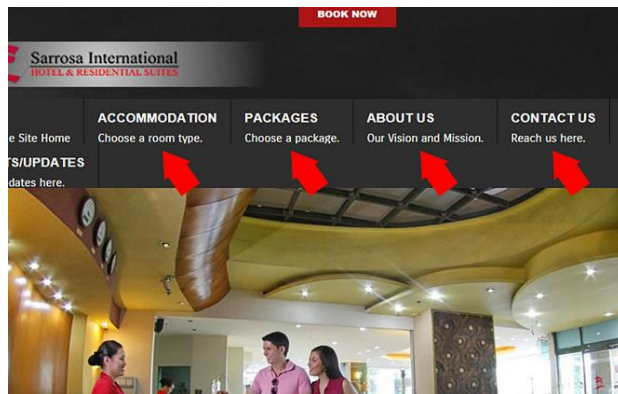 BOOK NOW
Sarrosa International
HOTEL & RESIDENTIAL SUITES
ACCOMMODATION
PACKAGES
ABOUT US
CONTACT US
e Site Home
Choose a room type.
Choose a package.
Our Vision and Mission.
Reach us here.
TS/UPDATES
dates here.